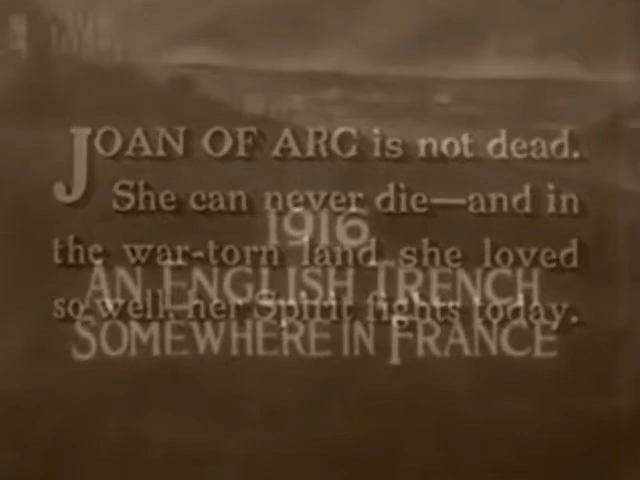 JOAN OF ARC is not dead.
She can never die—and in
the war-torn land she loved
so well, her Spirit fights today.
1916
AN ENGLISH TRENCH
SOMEWHERE IN FRANCE